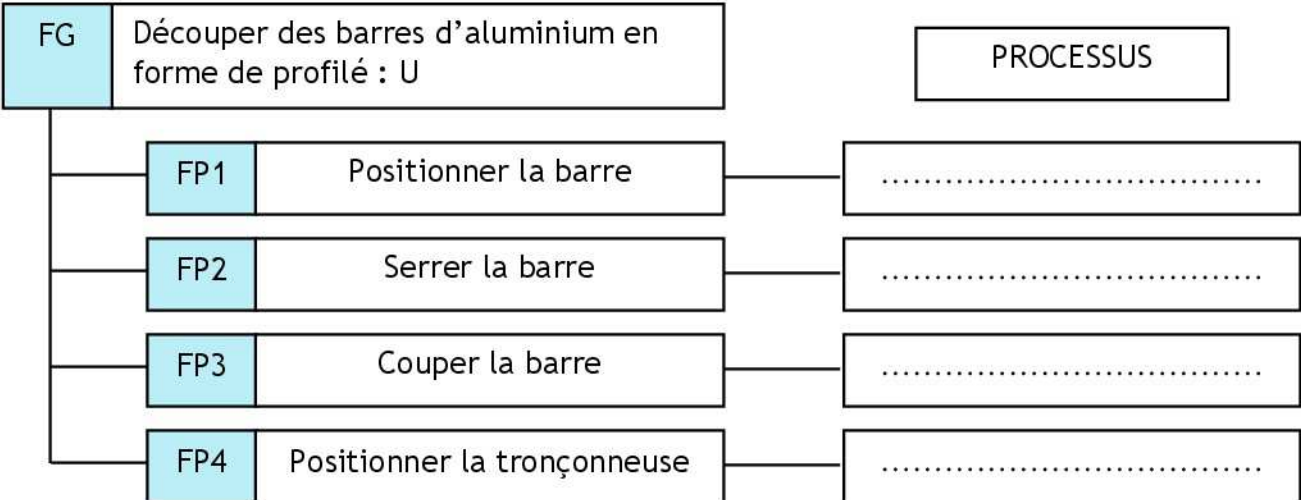 FG
Découper des barres d’aluminium en
forme de profilé : U
PROCESSUS
FP1
Positionner la barre
....................................
FP2
Serrer la barre
....................................
FP3
Couper la barre
....................................
FP4
Positionner la tronçonneuse
....................................